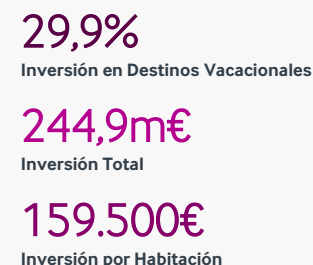 29,9%
Inversión en Destinos Vacacionales
244,9m€
Inversión Total
159.500€
Inversión por Habitación